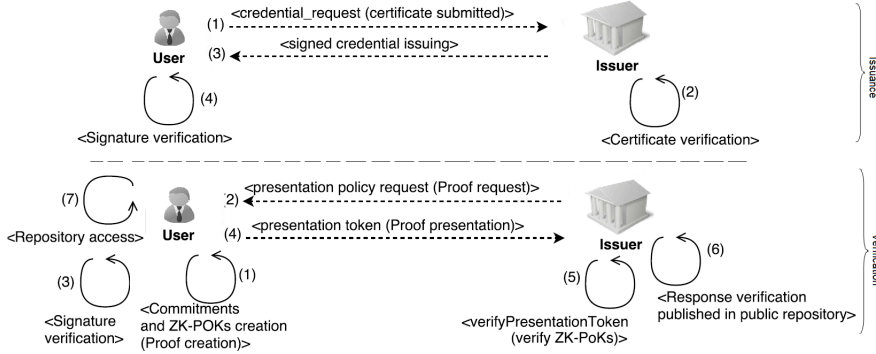 <credential_request (certificate submitted)>
(1)
(3)
<signed credential issuing>
User
Issuer
(4)
(2)
<Signature verification>
<Certificate verification>
Issuance
(7)
2)
<presentation policy request (Proof request)>
<presentation token (Proof presentation)>
<Repository access>
User
(4)
Issuer
(6)
(3)
(1)
(5)
<Signature
verification>
<Commitments
and ZK-POKs creation
(Proof creation)>
<verifyPresentationToken
(verify ZK-PoKs)>
<Response verification
published in public repository>